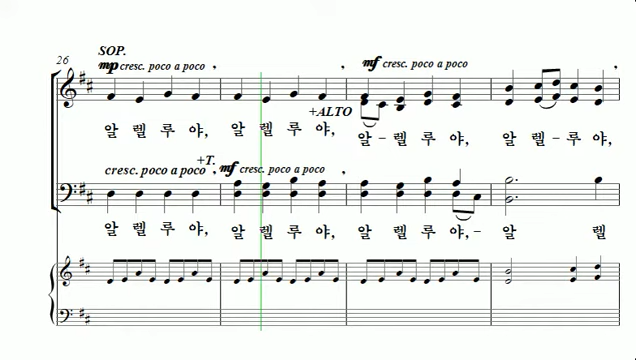 SOP.
26
mp cresc. poco a poco , , mf cresc. poco a poco ,
+ALTO
알 렐 루 야, 알 렐 루 야, 알 - 렐 루 야, 알 렐 - 루 야,
+T.
cresc. poco a poco , mf cresc. poco a poco ,
알 렐 루 야, 알 렐 루 야, 알 렐 루 야, - 알 렐